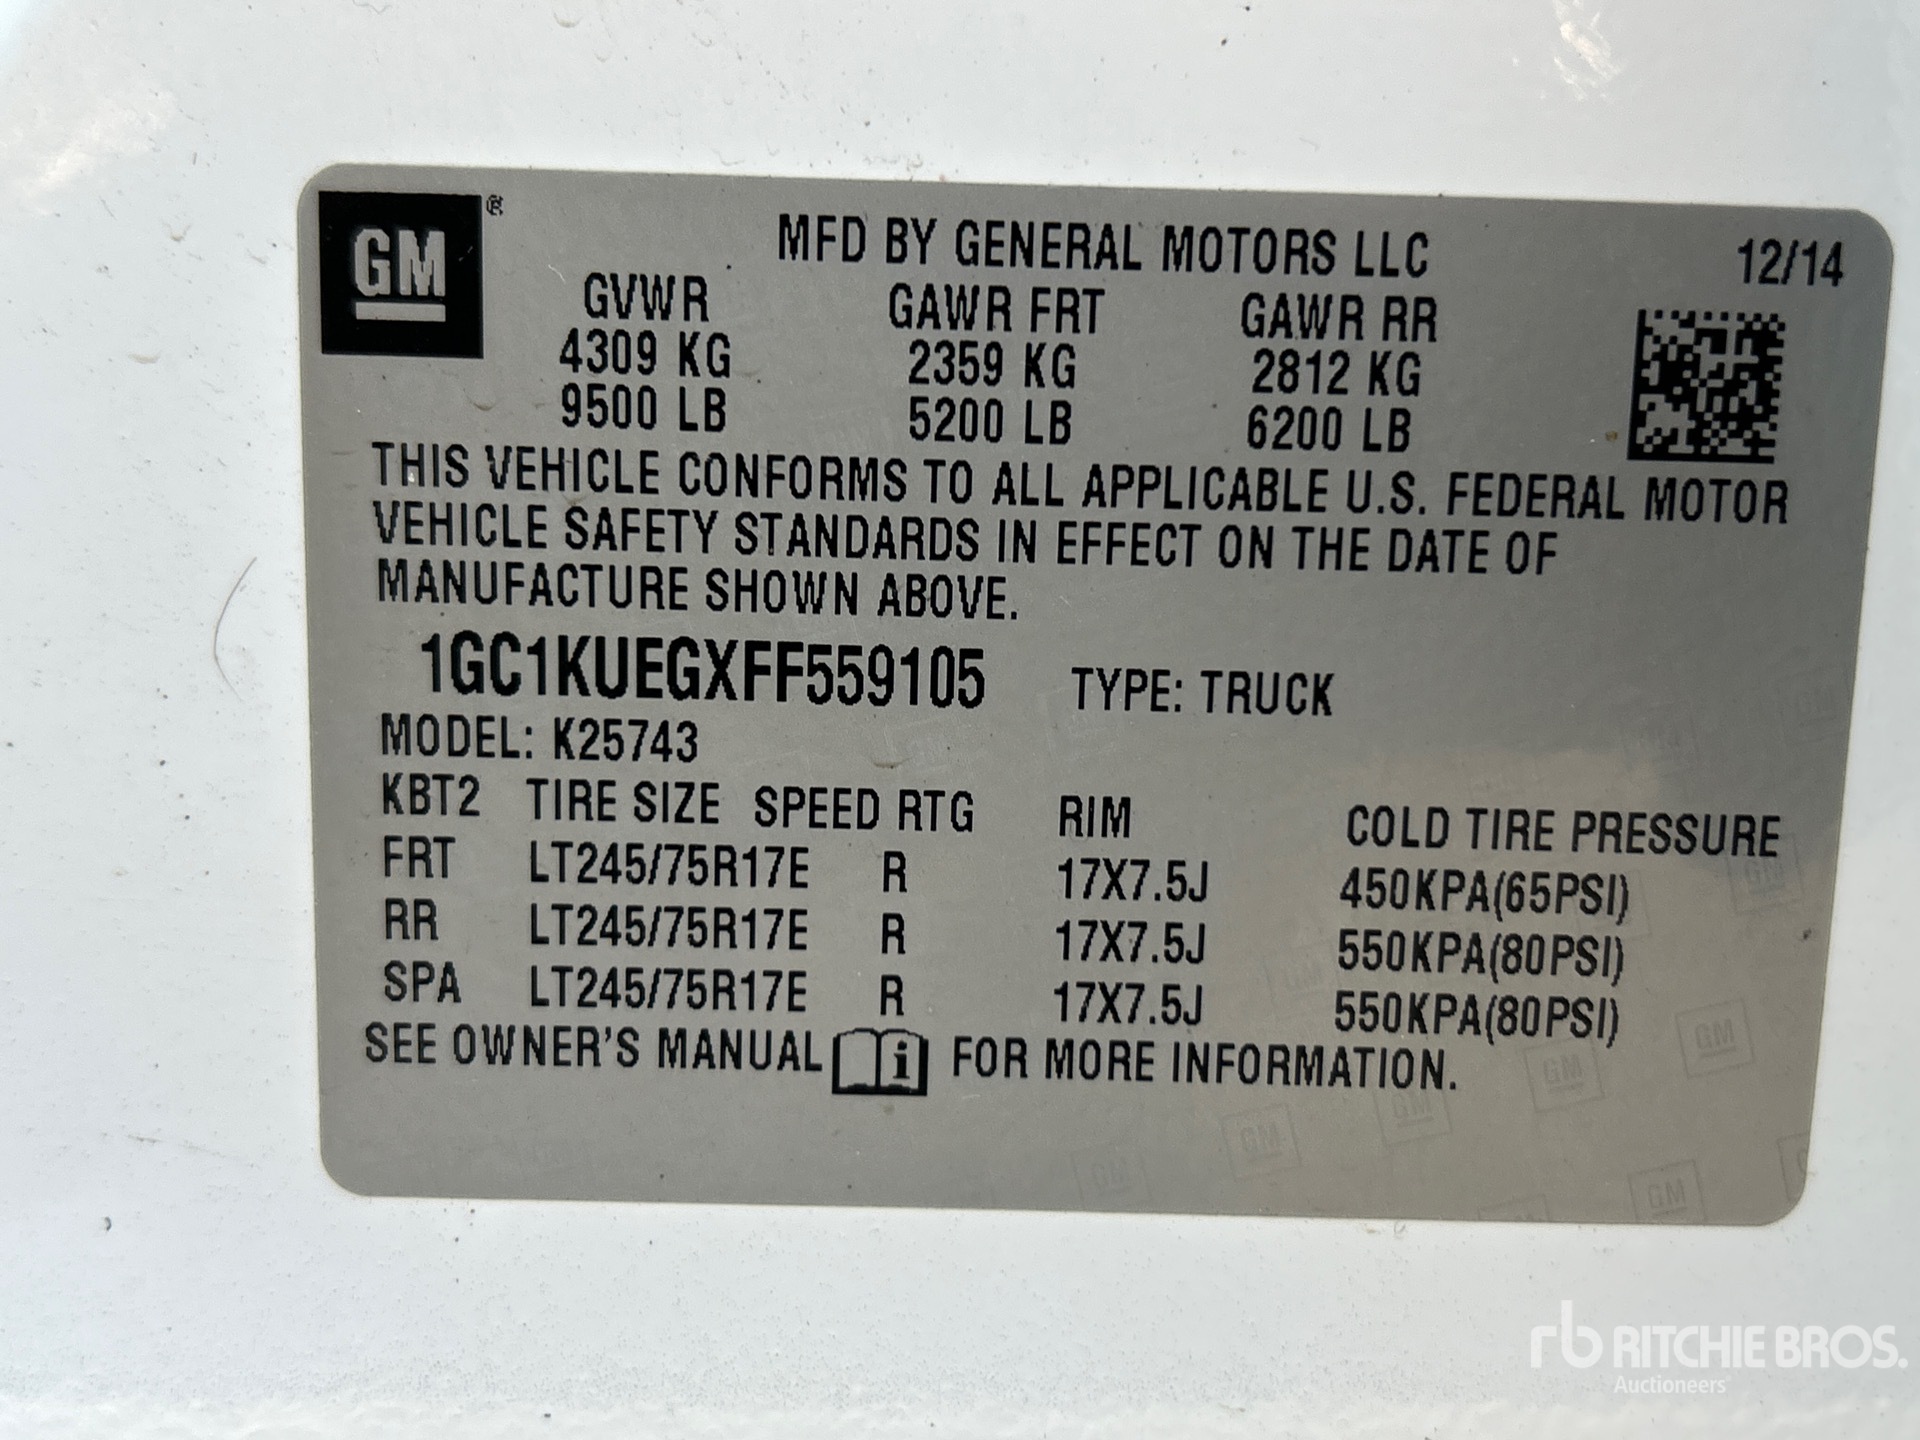 GM®
MFD BY GENERAL MOTORS LLC 12/14
GVWR GAWR FRT GAWR RR
4309 KG 2359 KG 2812 KG
9500 LB 5200 LB 6200 LB
THIS VEHICLE CONFORMS TO ALL APPLICABLE U.S. FEDERAL MOTOR
VEHICLE SAFETY STANDARDS IN EFFECT ON THE DATE OF
MANUFACTURE SHOWN ABOVE.
1GC1KUEGXFF559105 TYPE: TRUCK
MODEL: K25743
KBT2 TIRE SIZE SPEED RTG RIM COLD TIRE PRESSURE
FRT LT245/75R17E R 17X7.5J 450KPA(65PSI)
RR LT245/75R17E R 17X7.5J 550KPA(80PSI)
SPA LT245/75R17E R 17X7.5J 550KPA(80PSI)
SEE OWNER'S MANUAL i FOR MORE INFORMATION.
rb RITCHIE BROS.
Auctioneers